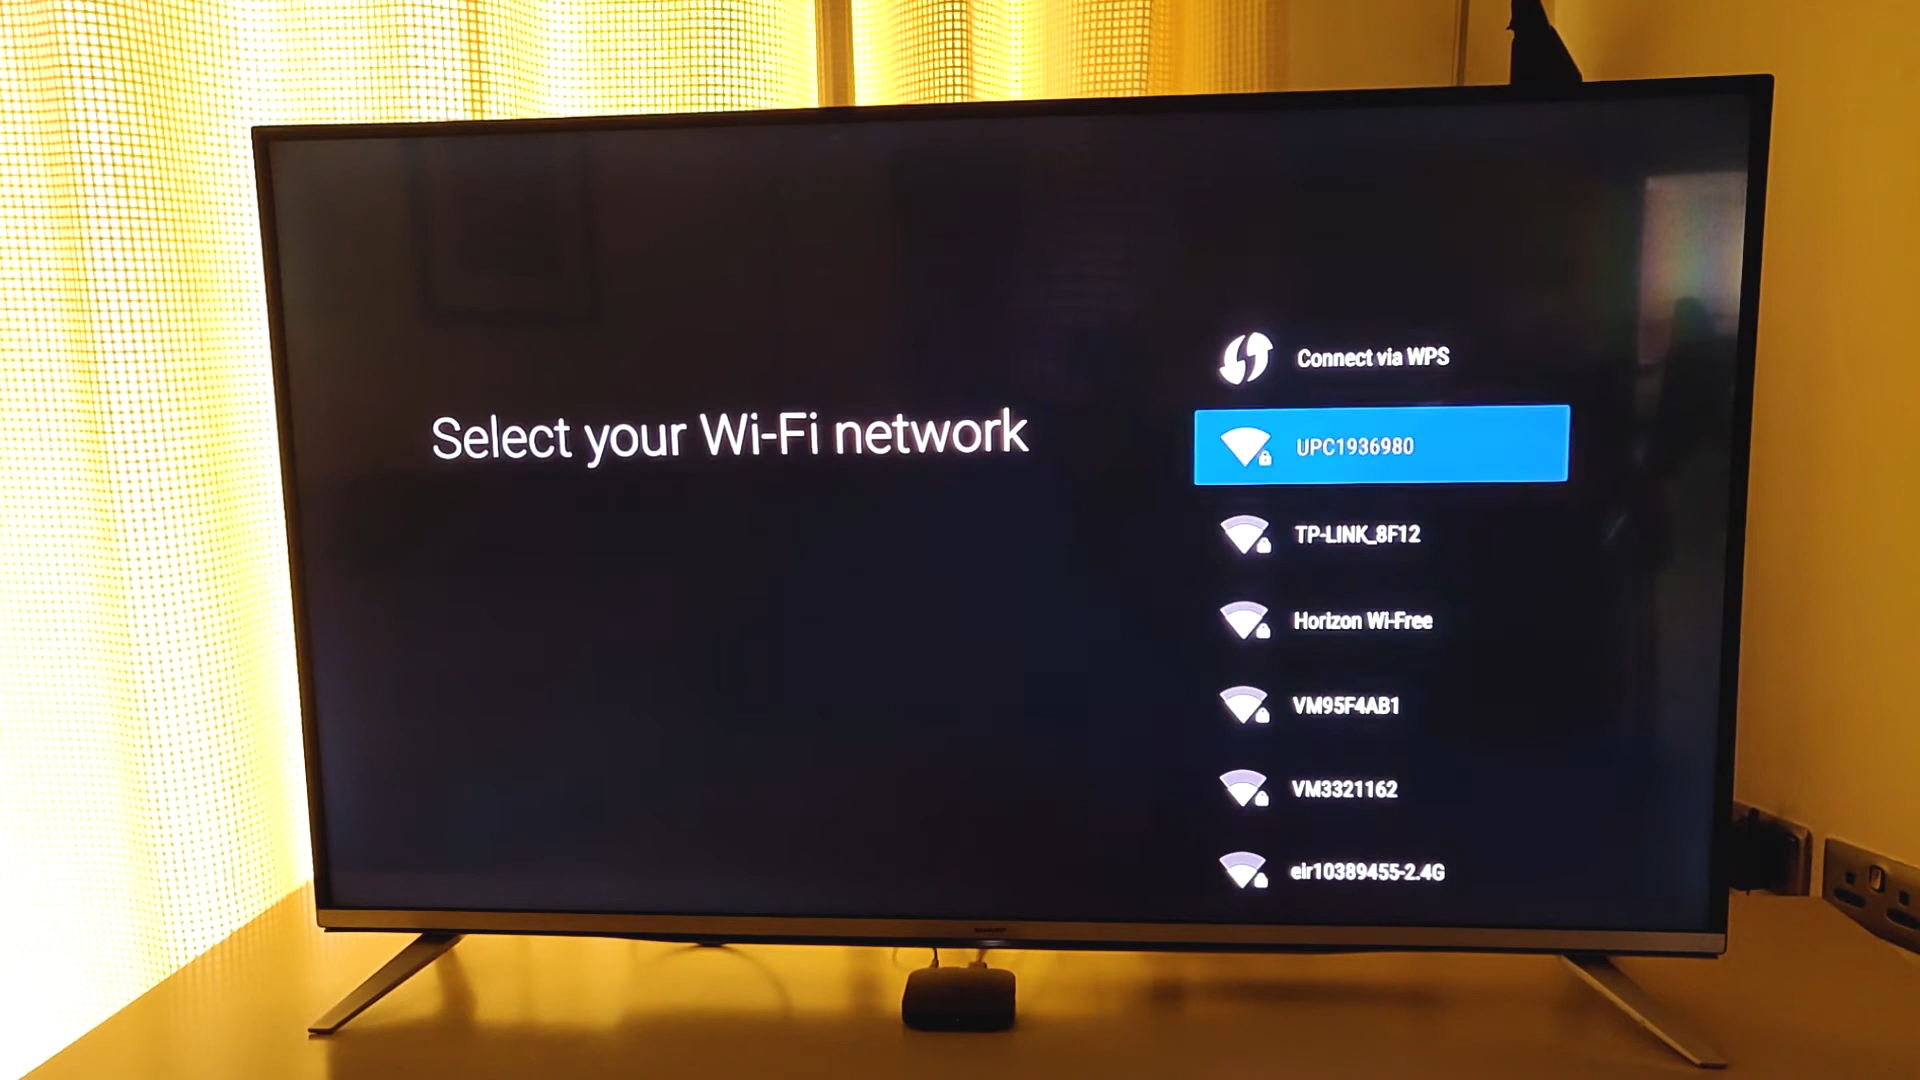 Select your Wi-Fi network
Connect via WPS
UPC1936980
TP-LINK_8F12
Horizon Wi-Free
VM95F4AB1
VM3321162
eir10389455-2.4G